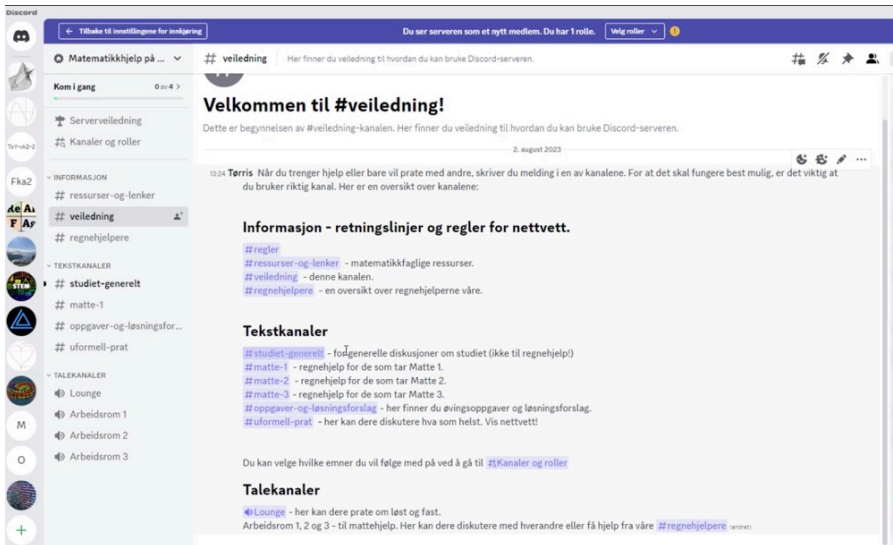 Discord
← Tilbake til innstillingene for innkjøring
Du ser serveren som et nytt medlem. Du har 1 rolle.
Velg roller
Matematikkhjelp på ...
# veiledning
Her finner du veiledning til hvordan du kan bruke Discord-serveren.
Kom i gang
0 av 4 >
Serverveiledning
Kanaler og roller
INFORMASJON
# ressurser-og-lenker
# veiledning
# regnehjelpere
TEKSTKANALER
# studiet-generelt
# matte-1
# oppgaver-og-løsningsfor...
# uformell-prat
TALEKANALER
Lounge
Arbeidsrom 1
Arbeidsrom 2
Arbeidsrom 3
Fka2
STEM
M
O
+
Velkommen til #veiledning!
Dette er begynnelsen av #veiledning-kanalen. Her finner du veiledning til hvordan du kan bruke Discord-serveren.
2. august 2023
13:24 Tørris Når du trenger hjelp eller bare vil prate med andre, skriver du melding i en av kanalene. For at det skal fungere best mulig, er det viktig at
du bruker riktig kanal. Her er en oversikt over kanalene:
Informasjon - retningslinjer og regler for nettvett.
#regler
#ressurser-og-lenker - matematikkfaglige ressurser.
#veiledning - denne kanalen.
#regnehjelpere - en oversikt over regnehjelperne våre.
Tekstkanaler
#studiet-generelt - for generelle diskusjoner om studiet (ikke til regnehjelp!)
#matte-1 - regnehjelp for de som tar Matte 1.
#matte-2 - regnehjelp for de som tar Matte 2.
#matte-3 - regnehjelp for de som tar Matte 3.
#oppgaver-og-løsningsforslag - her finner du øvingsoppgaver og løsningsforslag.
#uformell-prat - her kan dere diskutere hva som helst. Vis nettvett!
Du kan velge hvilke emner du vil følge med på ved å gå til Kanaler og roller
Talekanaler
Lounge - her kan dere prate om løst og fast.
Arbeidsrom 1, 2 og 3 - til mattehjelp. Her kan dere diskutere med hverandre eller få hjelp fra våre #regnehjelpere (endret)